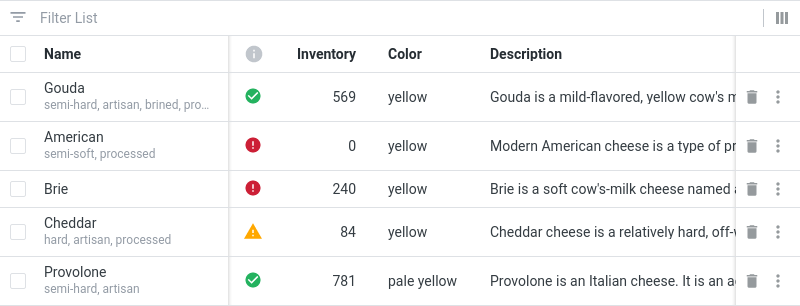 Filter List
Name Inventory Color Description
Gouda 569 yellow Gouda is a mild-flavored, yellow cow's
semi-hard, artisan, brined, pro...
American 0 yellow Modern American cheese is a type of
semi-soft, processed
Brie 240 yellow Brie is a soft cow's-milk cheese named
Cheddar 84 yellow Cheddar cheese is a relatively hard,
hard, artisan, processed
Provolone 781 pale yellow Provolone is an Italian cheese. It is an
semi-hard, artisan